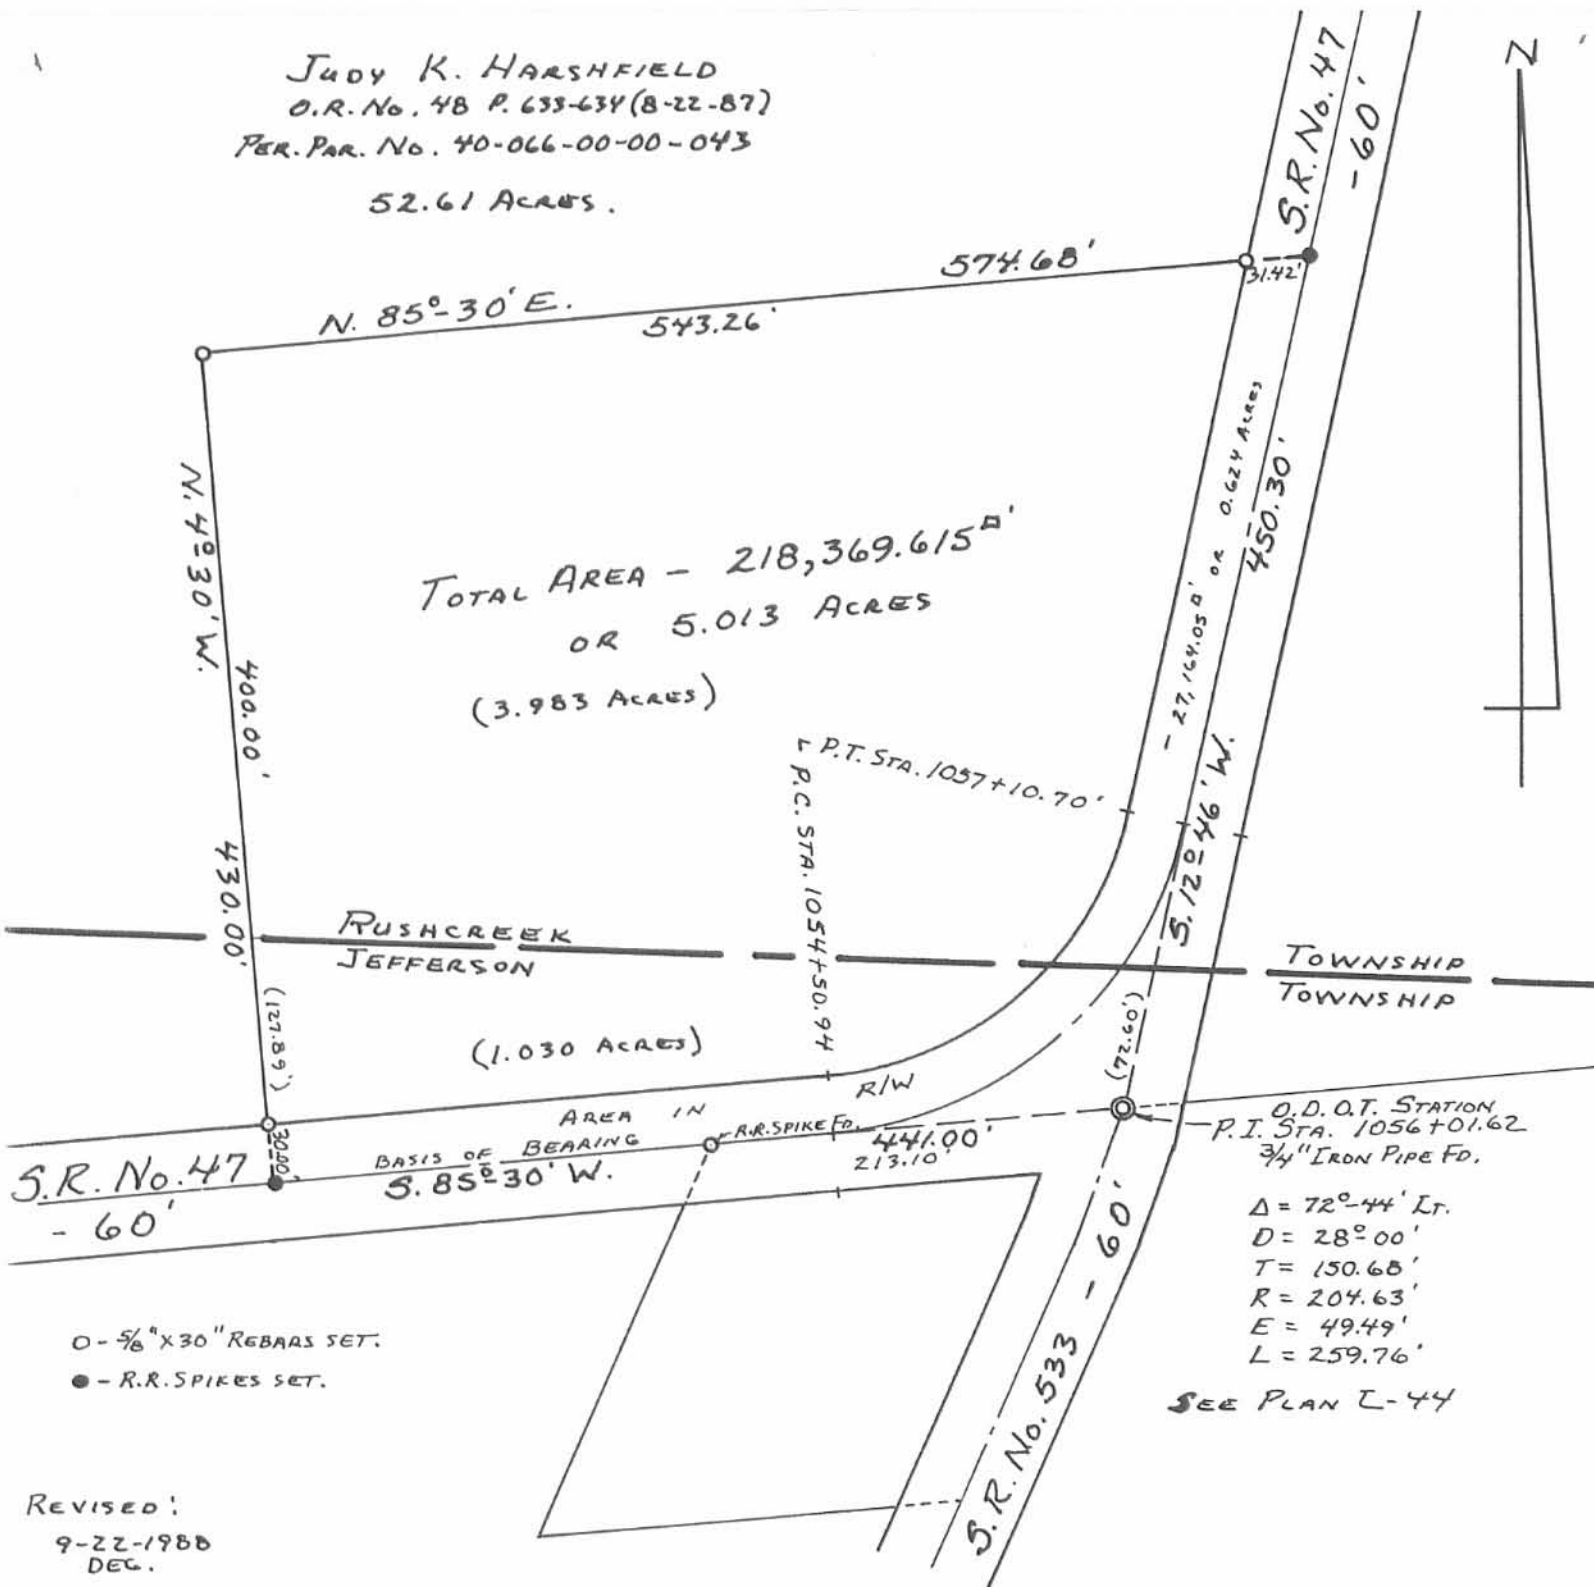 JUDY K. HARSHFIELD
O.R. No. 48 P. 633-634 (8-22-87)
PER. PAR. No. 40-066-00-00-043
52.61 ACRES.
N
S.R. No. 47
- 60'
574.68'
31.42'
N. 85°-30' E.
543.26'
N. 4°30' W.
400.00'
430.00'
(127.89')
30.00'
TOTAL AREA - 218,369.615 □'
OR 5.013 ACRES
(3.983 ACRES)
- 27,164.05 □' OR 0.624 ACRES
450.30'
S. 12°-46' W.
P.T. STA. 1057+10.70'
P.C. STA. 1054+50.94
RUSHCREEK
JEFFERSON
TOWNSHIP
TOWNSHIP
(1.030 ACRES)
(72.60')
R/W
AREA IN
BASIS OF BEARING
R.R. SPIKE FD.
441.00'
213.10'
S. 85°30' W.
S.R. No. 47
- 60'
O.D.O.T. STATION
P.I. STA. 1056+01.62
3/4" IRON PIPE FD.
Δ = 72°-44' LT.
D = 28°00'
T = 150.68'
R = 204.63'
E = 49.49'
L = 259.76'
SEE PLAN L-44
S.R. No. 533 - 60'
O - 5/8" X 30" REBARS SET.
● - R.R. SPIKES SET.
REVISED:
9-22-1988
DEC.